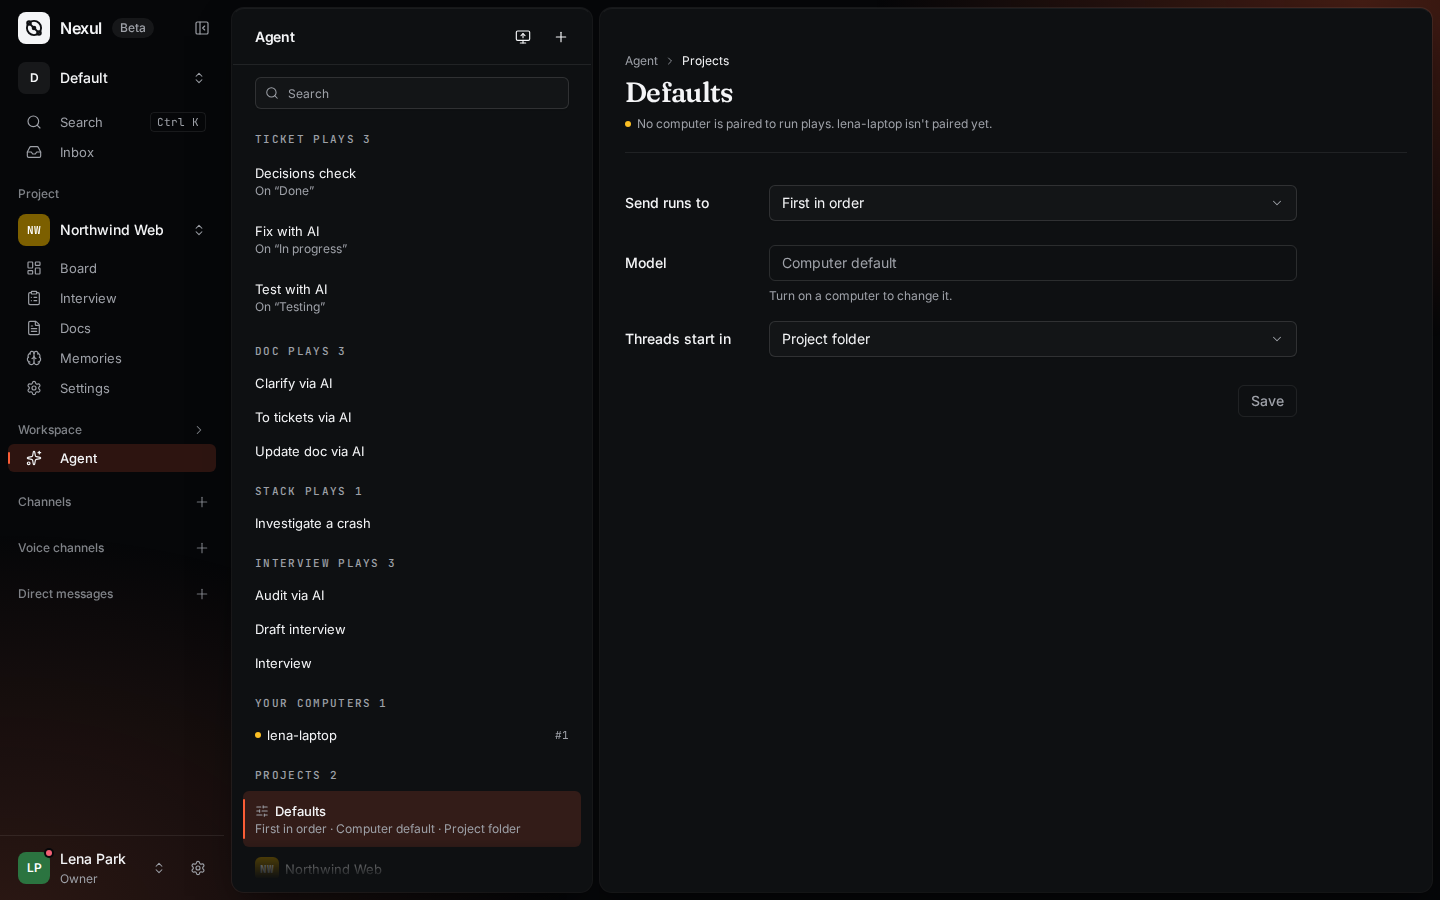 Nexul Beta
D Default
Search Ctrl K
Inbox
Project
NW Northwind Web
Board
Interview
Docs
Memories
Settings
Workspace
Agent
Channels
Voice channels
Direct messages
LP Lena Park
Owner
Agent
Search
TICKET PLAYS 3
Decisions check
On “Done”
Fix with AI
On “In progress”
Test with AI
On “Testing”
DOC PLAYS 3
Clarify via AI
To tickets via AI
Update doc via AI
STACK PLAYS 1
Investigate a crash
INTERVIEW PLAYS 3
Audit via AI
Draft interview
Interview
YOUR COMPUTERS 1
lena-laptop #1
PROJECTS 2
Defaults
First in order · Computer default · Project folder
NW Northwind Web
Agent > Projects
Defaults
No computer is paired to run plays. lena-laptop isn't paired yet.
Send runs to First in order
Model Computer default
Turn on a computer to change it.
Threads start in Project folder
Save